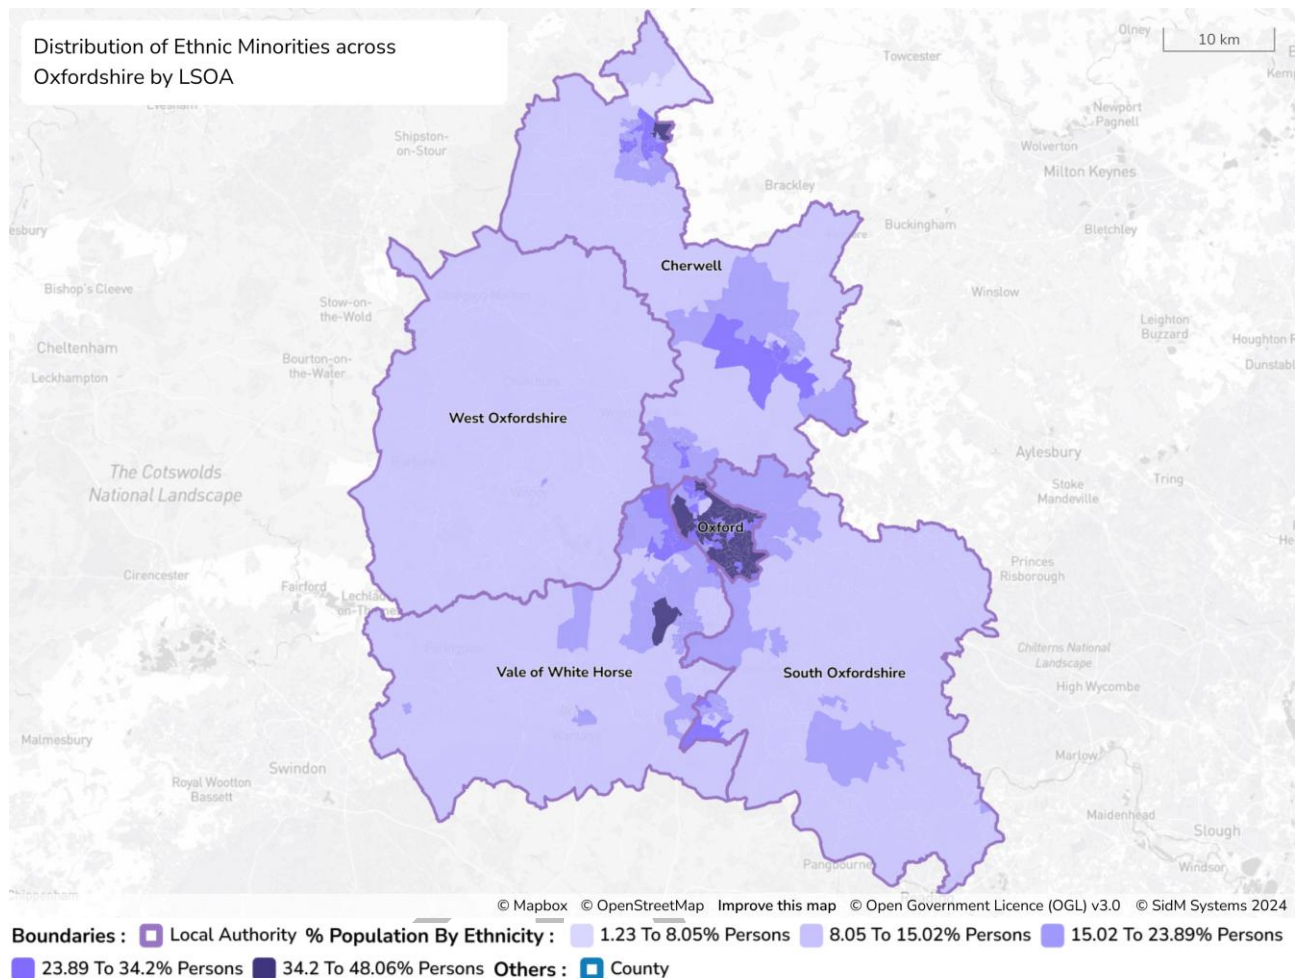 Distribution of Ethnic Minorities across
Oxfordshire by LSOA
10 km
Olney
Towcester
Evesham
Newport
Pagnell
Shipston-
on-Stour
Wolverton
Milton Keynes
Brackley
Buckingham
Bletchley
Cherwell
Bishop's Cleeve
Winslow
Stow-on-
the-Wold
Leighton
Buzzard
Cheltenham
Bourton-on-
the-Water
Leckhampton
West Oxfordshire
Aylesbury
The Cotswolds
National Landscape
Stoke
Mandeville
Tring
Oxford
Princes
Risborough
Cirencester
Fairford
Chilterns National
Landscape
Vale of White Horse
South Oxfordshire
High Wycombe
Malmesbury
Swindon
Marlow
Royal Wootton
Bassett
Maidenhead
Slough
Pangbourne
Windsor
Chippenham
© Mapbox © OpenStreetMap Improve this map © Open Government Licence (OGL) v3.0 © SidM Systems 2024
Boundaries : Local Authority % Population By Ethnicity : 1.23 To 8.05% Persons 8.05 To 15.02% Persons 15.02 To 23.89% Persons
23.89 To 34.2% Persons 34.2 To 48.06% Persons Others : County